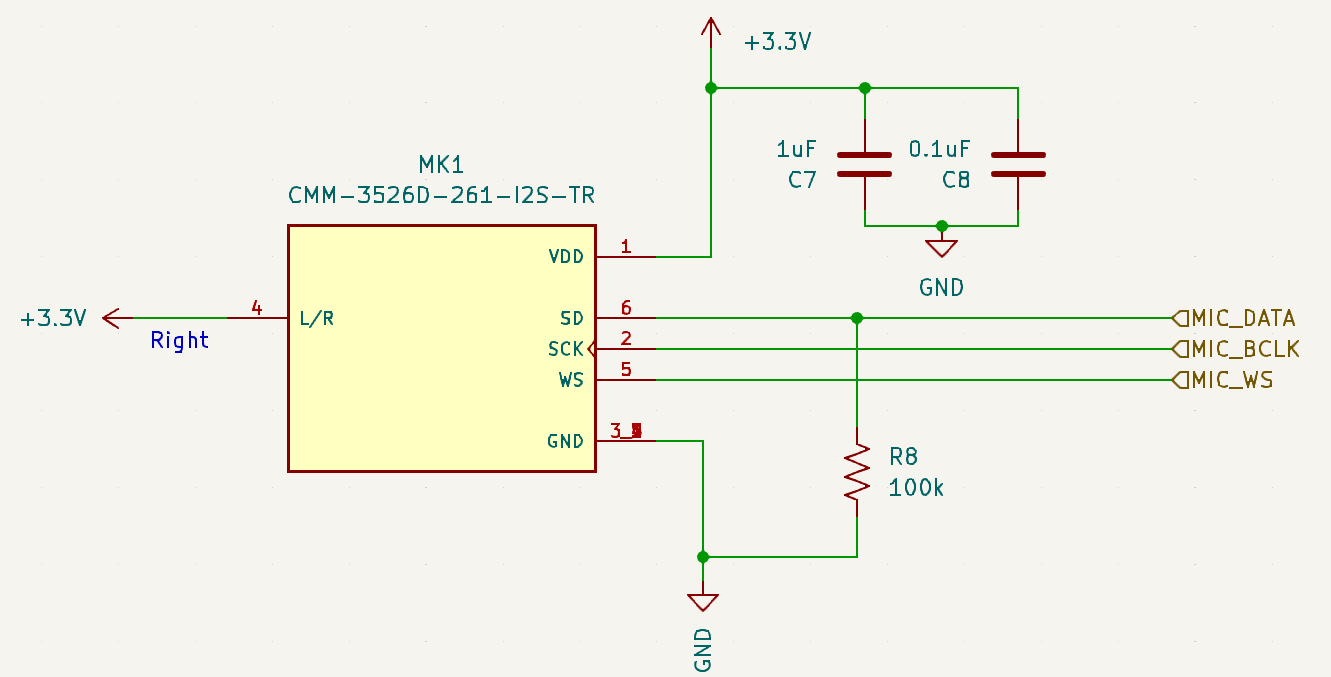 +3.3V
1uF
C7
0.1uF
C8
GND
MK1
CMM-3526D-261-I2S-TR
VDD
1
+3.3V
4
L/R
Right
SD
6
MIC_DATA
SCK
2
MIC_BCLK
WS
5
MIC_WS
GND
R8
100k
GND